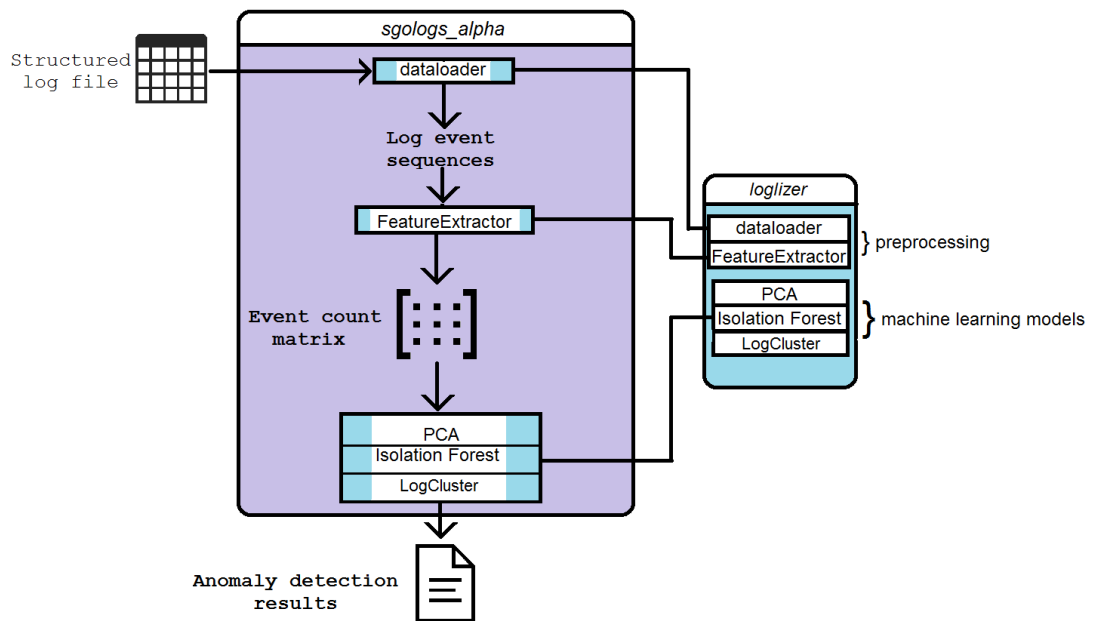 sgologs_alpha
Structured
log file
dataloader
Log event
sequences
FeatureExtractor
Event count
matrix
PCA
Isolation Forest
LogCluster
Anomaly detection
results
loglizer
dataloader
FeatureExtractor
} preprocessing
PCA
Isolation Forest
LogCluster
} machine learning models